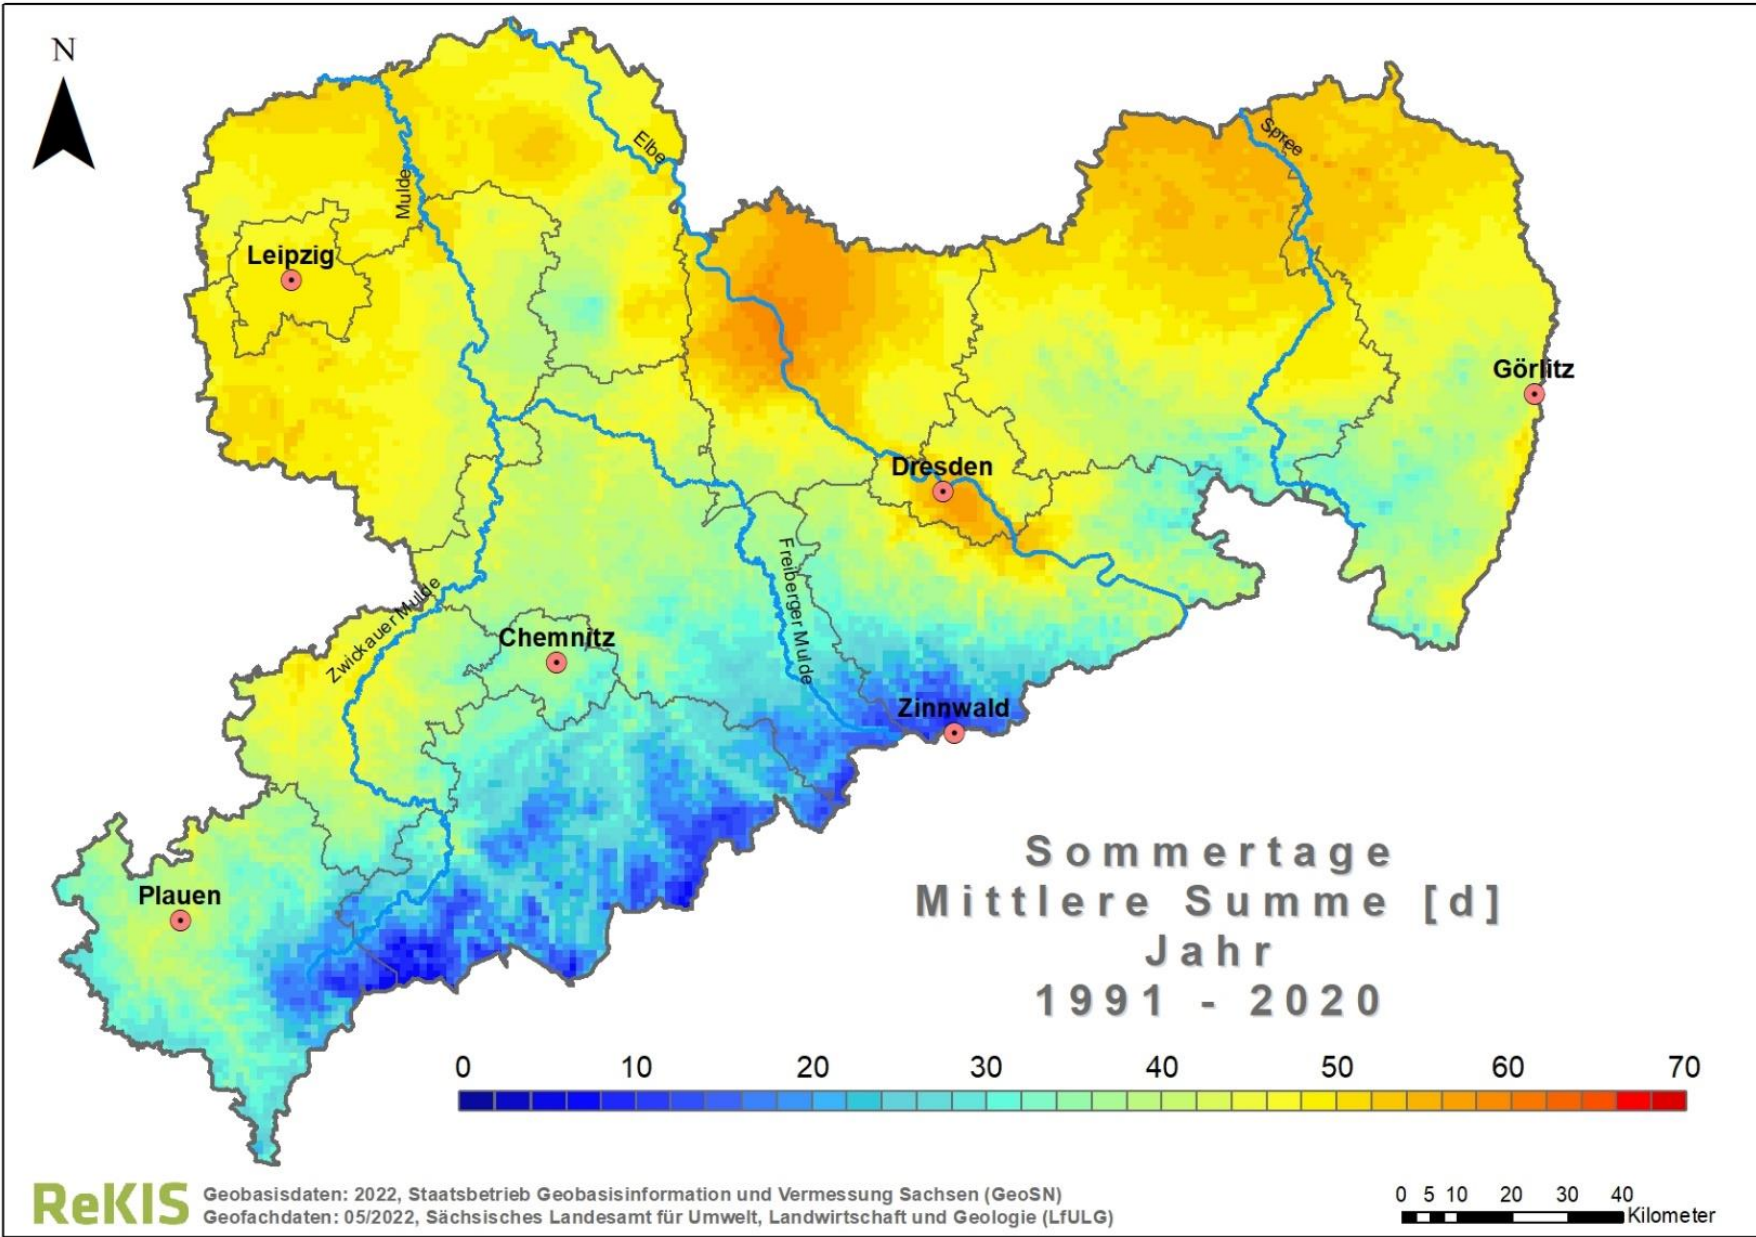 N
Elbe
Spree
Mulde
Leipzig
Görlitz
Dresden
Freiberger Mulde
Zwickauer Mulde
Chemnitz
Zinnwald
Plauen
Sommertage
Mittlere Summe [d]
Jahr
1991 - 2020
0 10 20 30 40 50 60 70
ReKIS
Geobasisdaten: 2022, Staatsbetrieb Geobasisinformation und Vermessung Sachsen (GeoSN)
Geofachdaten: 05/2022, Sächsisches Landesamt für Umwelt, Landwirtschaft und Geologie (LfULG)
0 5 10 20 30 40
Kilometer